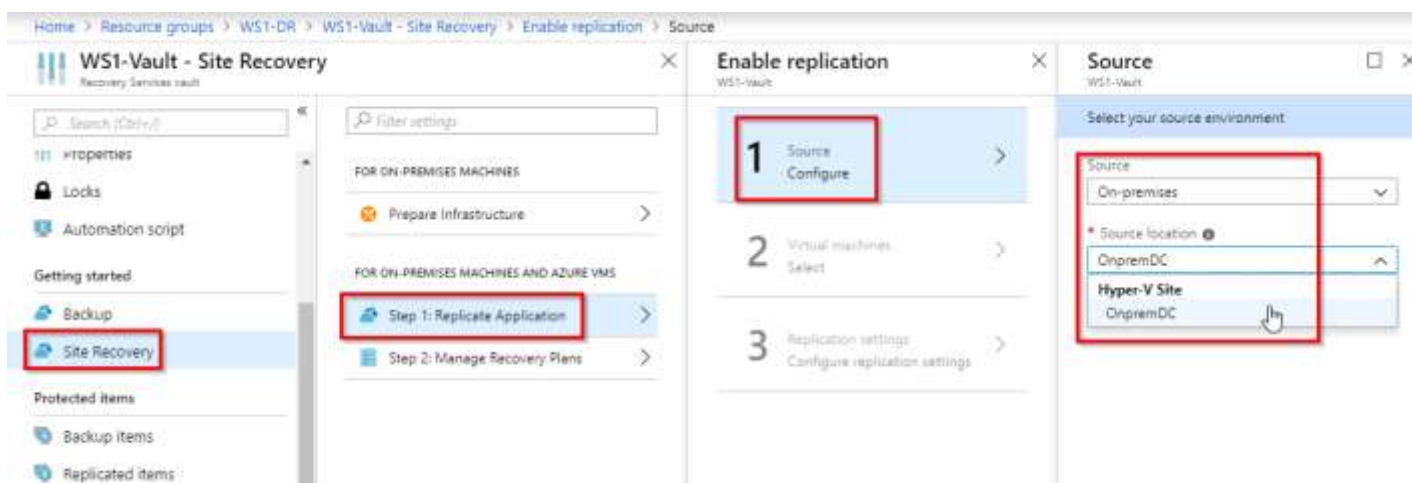 Home > Resource groups > WS1-DR > WS1-Vault - Site Recovery > Enable replication > Source
WS1-Vault - Site Recovery
Recovery Services vault
Search (Ctrl+/)
Properties
Locks
Automation script
Getting started
Backup
Site Recovery
Protected items
Backup items
Replicated items
Filter settings
FOR ON-PREMISES MACHINES
Prepare Infrastructure
FOR ON-PREMISES MACHINES AND AZURE VMS
Step 1: Replicate Application
Step 2: Manage Recovery Plans
Enable replication
WS1-Vault
1 Source
Configure
2 Virtual machines
Select
3 Replication settings
Configure replication settings
Source
WS1-Vault
Select your source environment
Source
On-premises
* Source location
OnpremDC
Hyper-V Site
OnpremDC